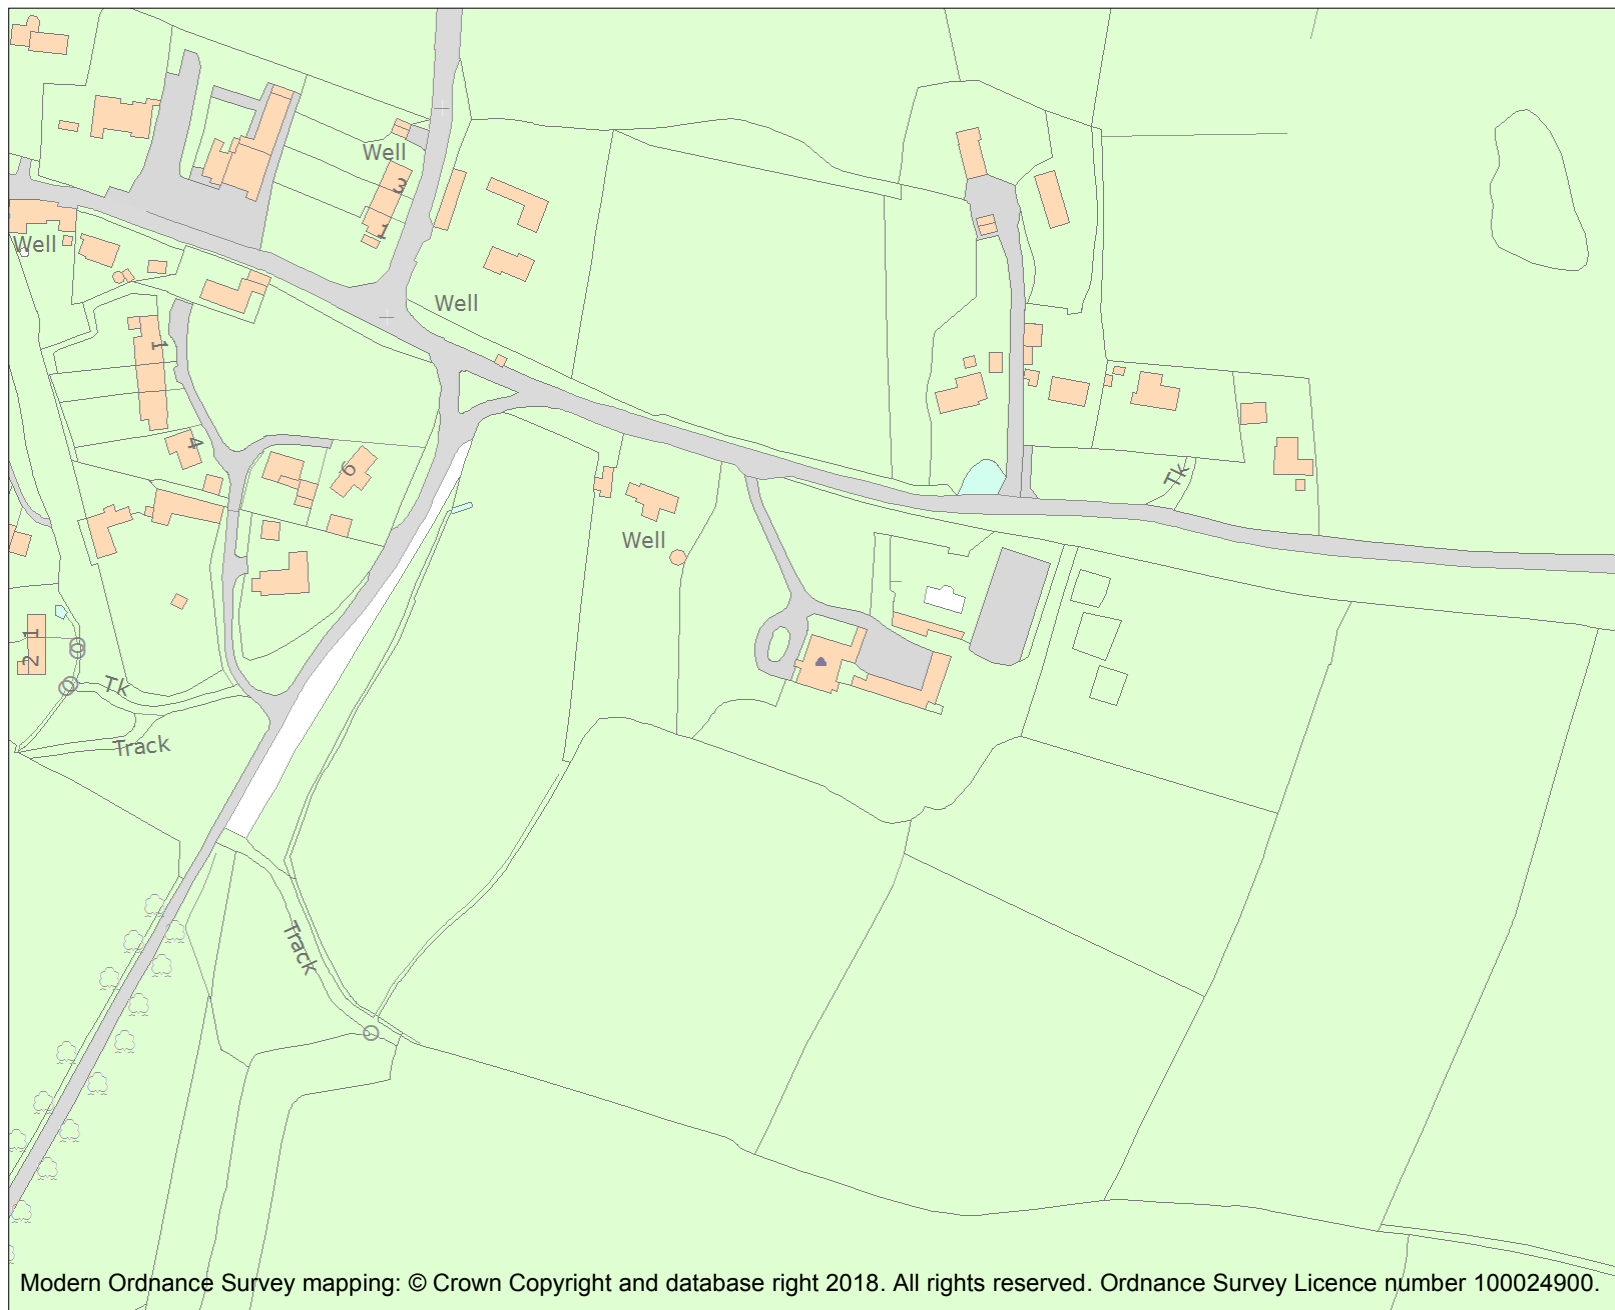 Well
3
1
Well
Well
1
4
6
Tk
Well
1
2
Tk
Track
Track
Modern Ordnance Survey mapping: © Crown Copyright and database right 2018. All rights reserved. Ordnance Survey Licence number 100024900.